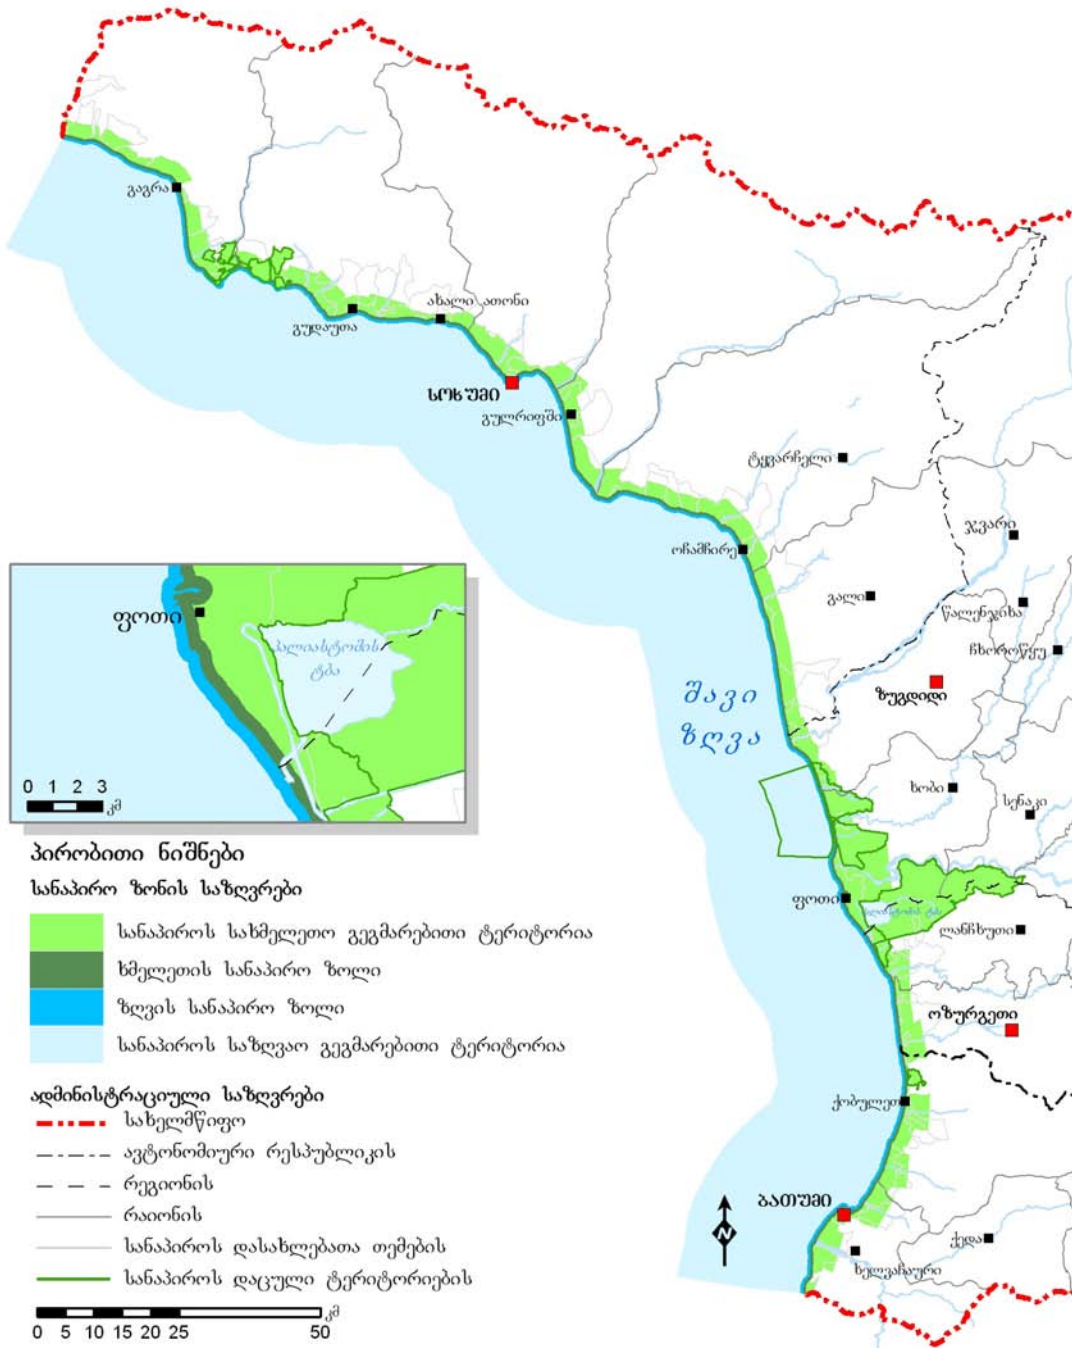 გაგრა
გუდაუთა
ახალი ათონი
სოხუმი
გულრიფში
ტყვარჩელი
ოჩამჩირე
ჯვარი
გალი
წალენჯიხა
ჩხოროწყუ
ზუგდიდი
შავი
ზღვა
ხობი
სენაკი
ფოთი
პალიასტომის ტბა
ლანჩხუთი
ოზურგეთი
ქობულეთ
ბათუმი
N
ქედა
ხელვაჩაური
ფოთი
პალიასტომის
ტბა
0 1 2 3
კმ
პირობითი ნიშნები
სანაპირო ზონის საზღვრები
სანაპიროს სახმელეთო გეგმარებითი ტერიტორია
ხმელეთის სანაპირო ზოლი
ზღვის სანაპირო ზოლი
სანაპიროს საზღვაო გეგმარებითი ტერიტორია
ადმინისტრაციული საზღვრები
სახელმწიფო
ავტონომიური რესპუბლიკის
რეგიონის
რაიონის
სანაპიროს დასახლებათა თემების
სანაპიროს დაცული ტერიტორიების
კმ
0 5 10 15 20 25 50